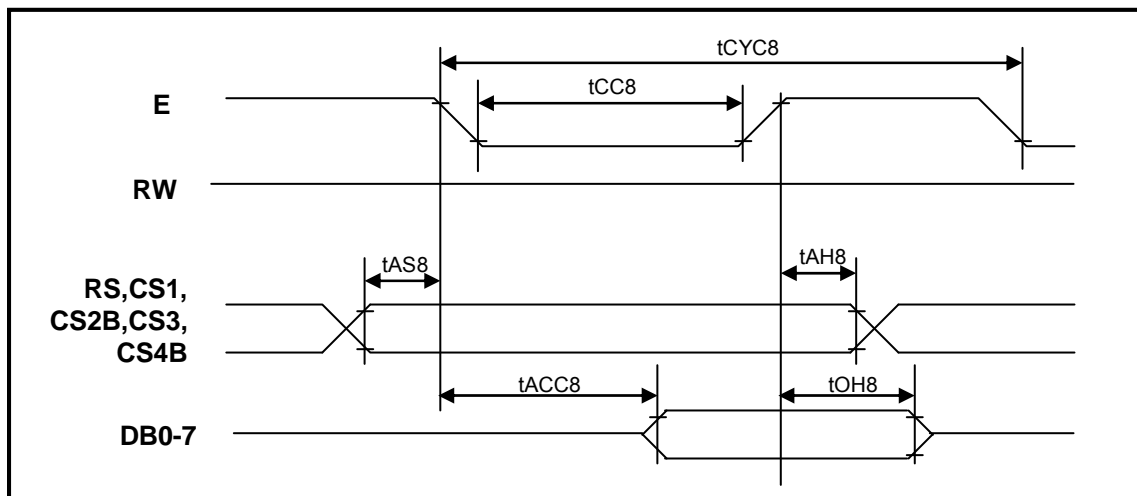 tCYC8
tCC8
E
RW
tAS8
tAH8
RS,CS1,
CS2B,CS3,
CS4B
tACC8
tOH8
DB0-7